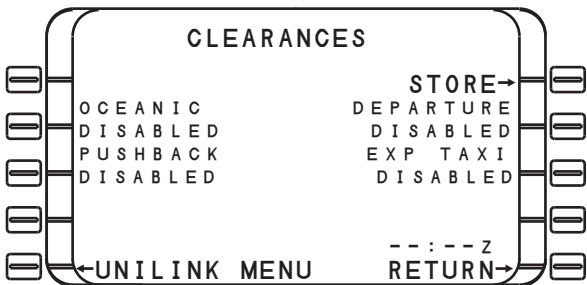 CLEARANCES
STORE→
OCEANIC DEPARTURE
DISABLED DISABLED
PUSHBACK EXP TAXI
DISABLED DISABLED
--:--Z
←UNILINK MENU RETURN→